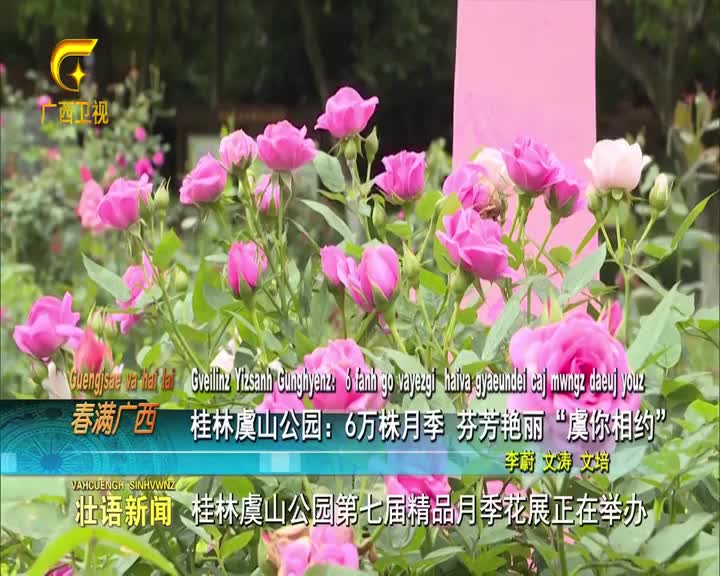 广西卫视
Guengjsae va hai lai
Gveilinz Yizsanh Gunghyenz: 6 fanh go vayezgi haiva gyaeundei caj mwngz daeuj youz
春满广西
桂林虞山公园：6万株月季 芬芳艳丽“虞你相约”
李蔚 文涛 文培
VAHCUENGH SINHVWNZ
壮语新闻
桂林虞山公园第七届精品月季花展正在举办